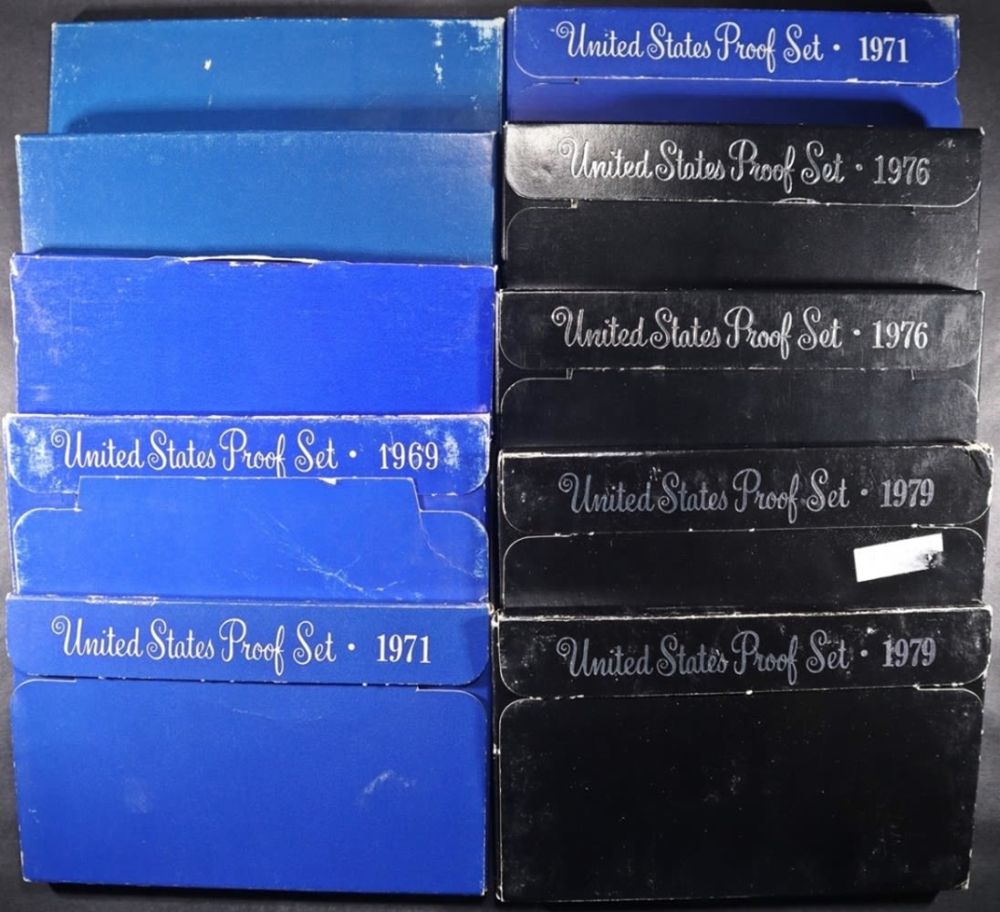 United States Proof Set • 1969
United States Proof Set • 1971
United States Proof Set • 1971
United States Proof Set • 1976
United States Proof Set • 1976
United States Proof Set • 1979
United States Proof Set • 1979